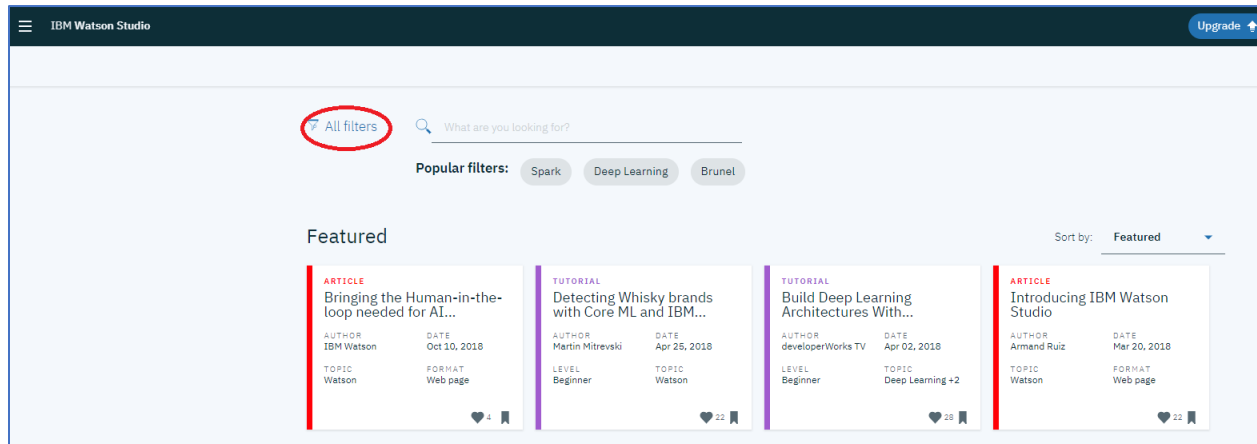 IBM Watson Studio
Upgrade
All filters
What are you looking for?
Popular filters: Spark Deep Learning Brunel
Featured
Sort by: Featured
ARTICLE
Bringing the Human-in-the-
loop needed for AI...
AUTHOR DATE
IBM Watson Oct 10, 2018
TOPIC FORMAT
Watson Web page
4
TUTORIAL
Detecting Whisky brands
with Core ML and IBM...
AUTHOR DATE
Martin Mitrevski Apr 25, 2018
LEVEL TOPIC
Beginner Watson
22
TUTORIAL
Build Deep Learning
Architectures With...
AUTHOR DATE
developerWorks TV Apr 02, 2018
LEVEL TOPIC
Beginner Deep Learning +2
28
ARTICLE
Introducing IBM Watson
Studio
AUTHOR DATE
Armand Ruiz Mar 20, 2018
TOPIC FORMAT
Watson Web page
22